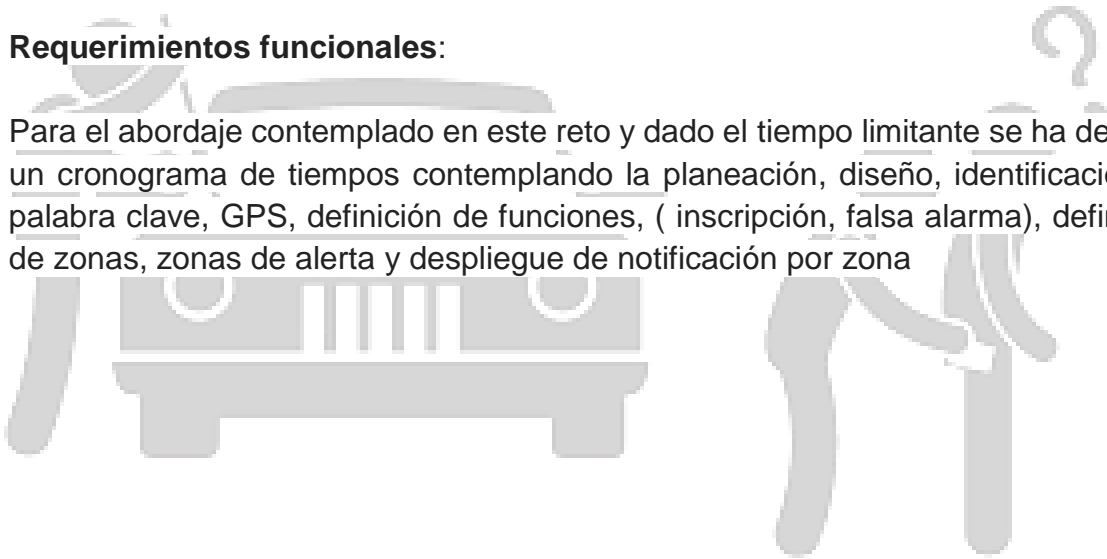 Requerimientos funcionales:
Para el abordaje contemplado en este reto y dado el tiempo limitante se ha de
un cronograma de tiempos contemplando la planeación, diseño, identificaci
palabra clave, GPS, definición de funciones, ( inscripción, falsa alarma), defi
de zonas, zonas de alerta y despliegue de notificación por zona